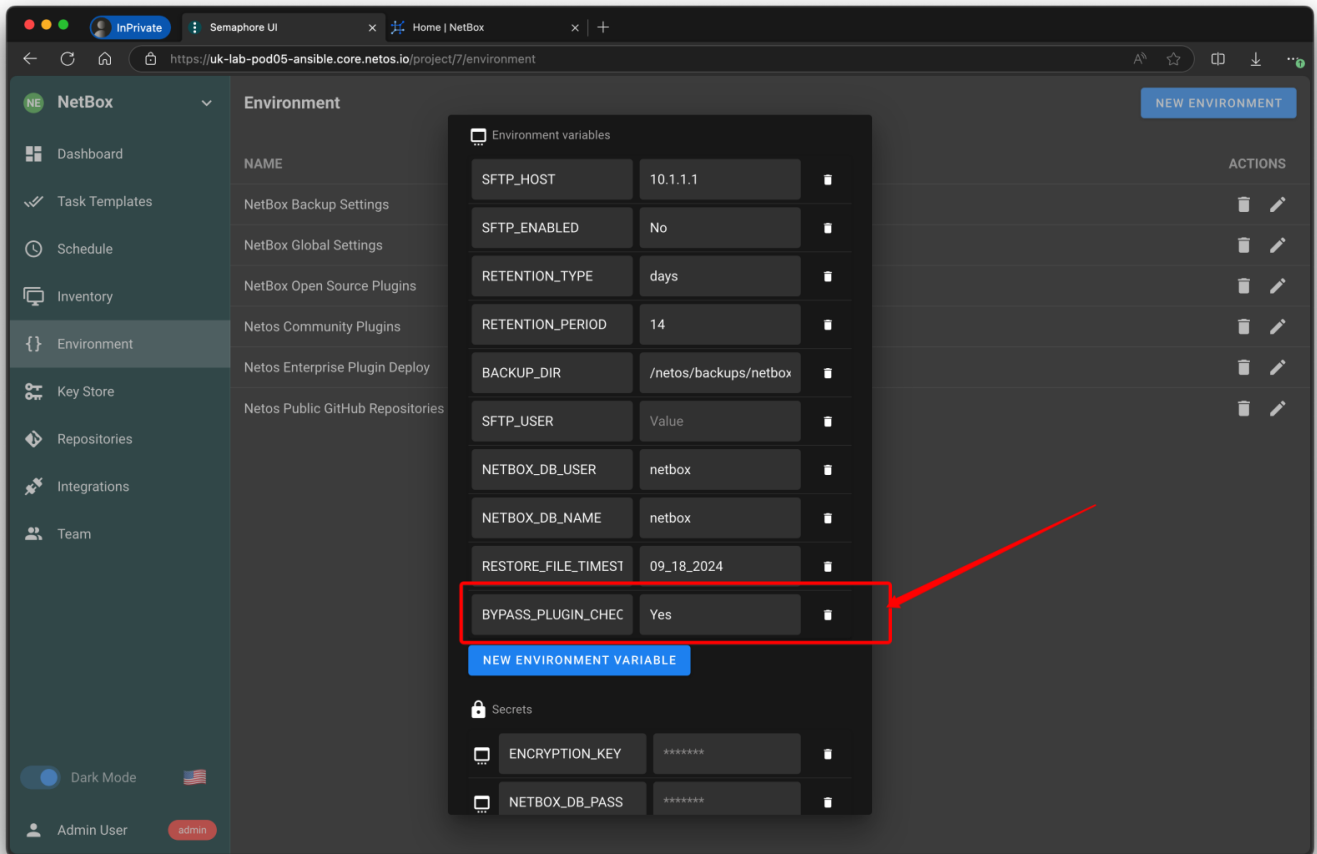 InPrivate
Semaphore UI
Home | NetBox
https://uk-lab-pod05-ansible.core.netos.io/project/7/environment
NE NetBox
Environment
NEW ENVIRONMENT
Dashboard
Task Templates
Schedule
Inventory
Environment
Key Store
Repositories
Integrations
Team
Dark Mode
Admin User admin
NAME ACTIONS
NetBox Backup Settings
NetBox Global Settings
NetBox Open Source Plugins
Netos Community Plugins
Netos Enterprise Plugin Deploy
Netos Public GitHub Repositories
Environment variables
SFTP_HOST 10.1.1.1
SFTP_ENABLED No
RETENTION_TYPE days
RETENTION_PERIOD 14
BACKUP_DIR /netos/backups/netbox
SFTP_USER Value
NETBOX_DB_USER netbox
NETBOX_DB_NAME netbox
RESTORE_FILE_TIMEST 09_18_2024
BYPASS_PLUGIN_CHEC Yes
NEW ENVIRONMENT VARIABLE
Secrets
ENCRYPTION_KEY *******
NETBOX_DB_PASS *******